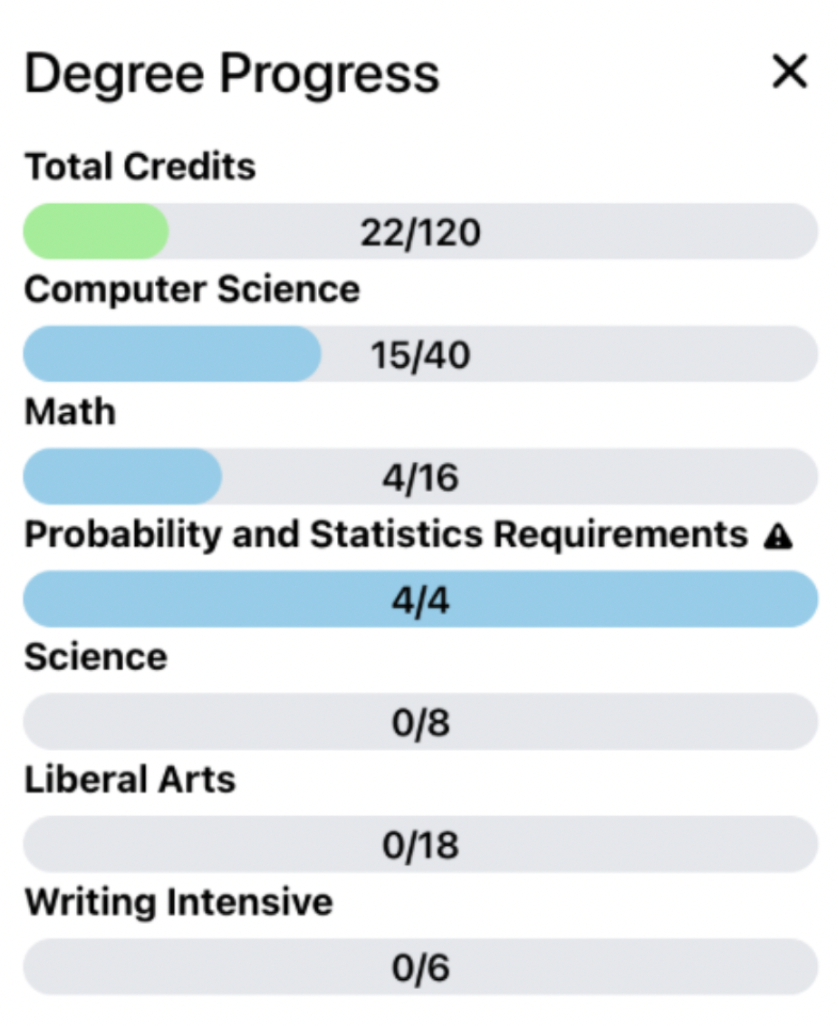 Degree Progress
Total Credits
22/120
Computer Science
15/40
Math
4/16
Probability and Statistics Requirements
4/4
Science
0/8
Liberal Arts
0/18
Writing Intensive
0/6